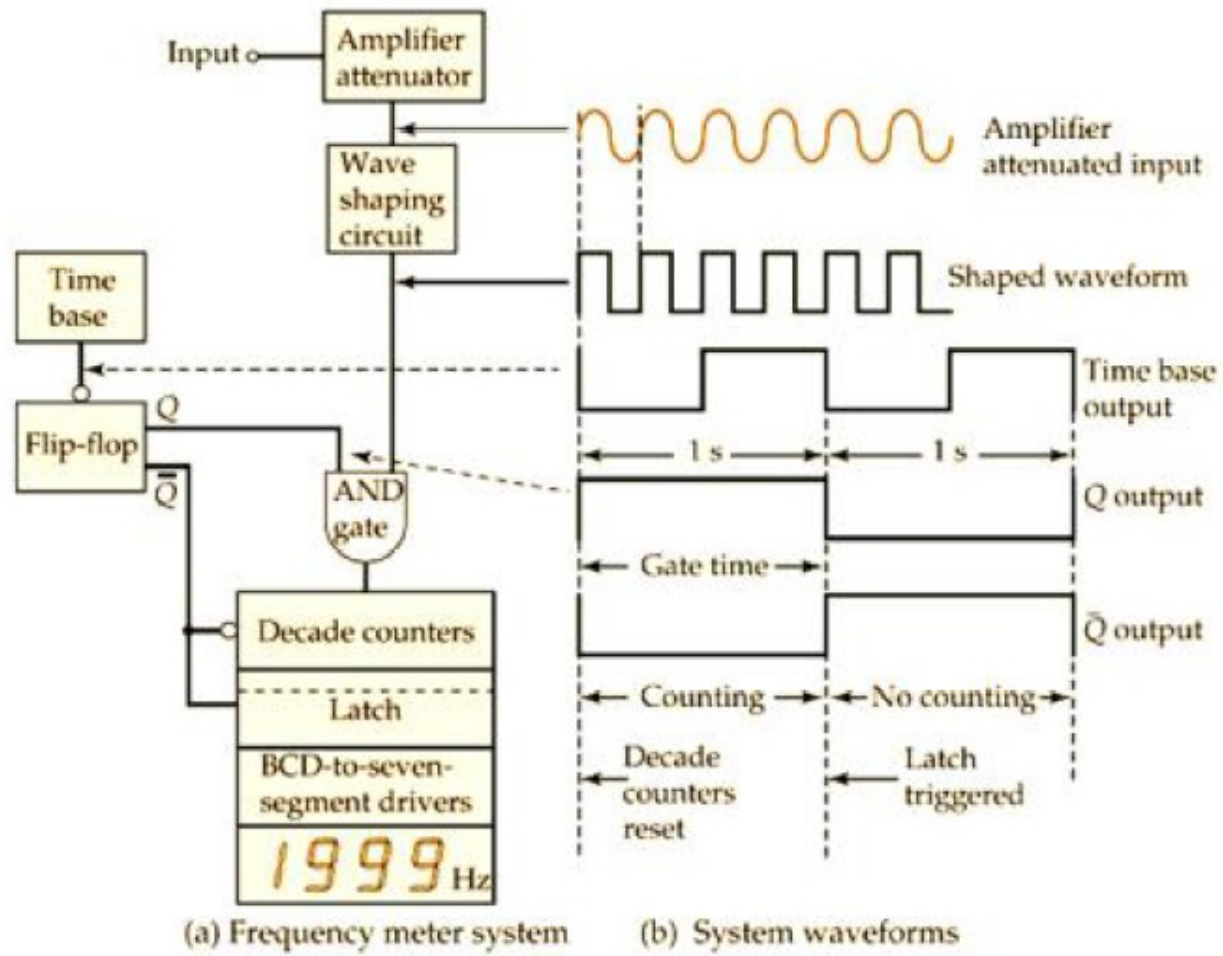 Input
Amplifier
attenuator
Wave
shaping
circuit
Time
base
Flip-flop
Q
Q̄
AND
gate
Decade counters
Latch
BCD-to-seven-
segment drivers
1999 Hz
(a) Frequency meter system
Amplifier
attenuated input
Shaped waveform
Time base
output
1 s
1 s
Q output
Gate time
Q̄ output
Counting
No counting
Decade
counters
reset
Latch
triggered
(b) System waveforms